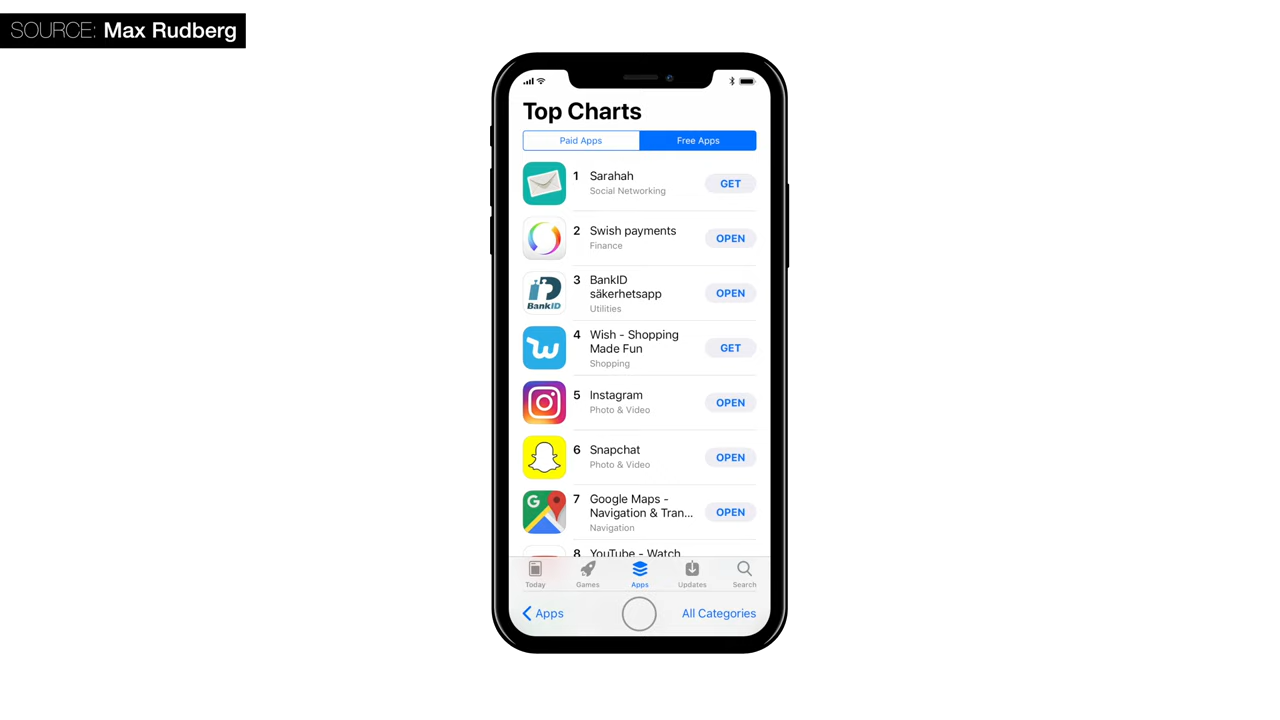 SOURCE: Max Rudberg
Top Charts
Paid Apps
Free Apps
1 Sarahah
Social Networking
GET
2 Swish payments
Finance
OPEN
BankID
3 BankID
säkerhetsapp
Utilities
OPEN
4 Wish - Shopping
Made Fun
Shopping
GET
5 Instagram
Photo & Video
OPEN
6 Snapchat
Photo & Video
OPEN
G
7 Google Maps -
Navigation & Tran...
Navigation
OPEN
8 YouTube - Watch
Today
Games
Apps
Updates
Search
Apps
All Categories